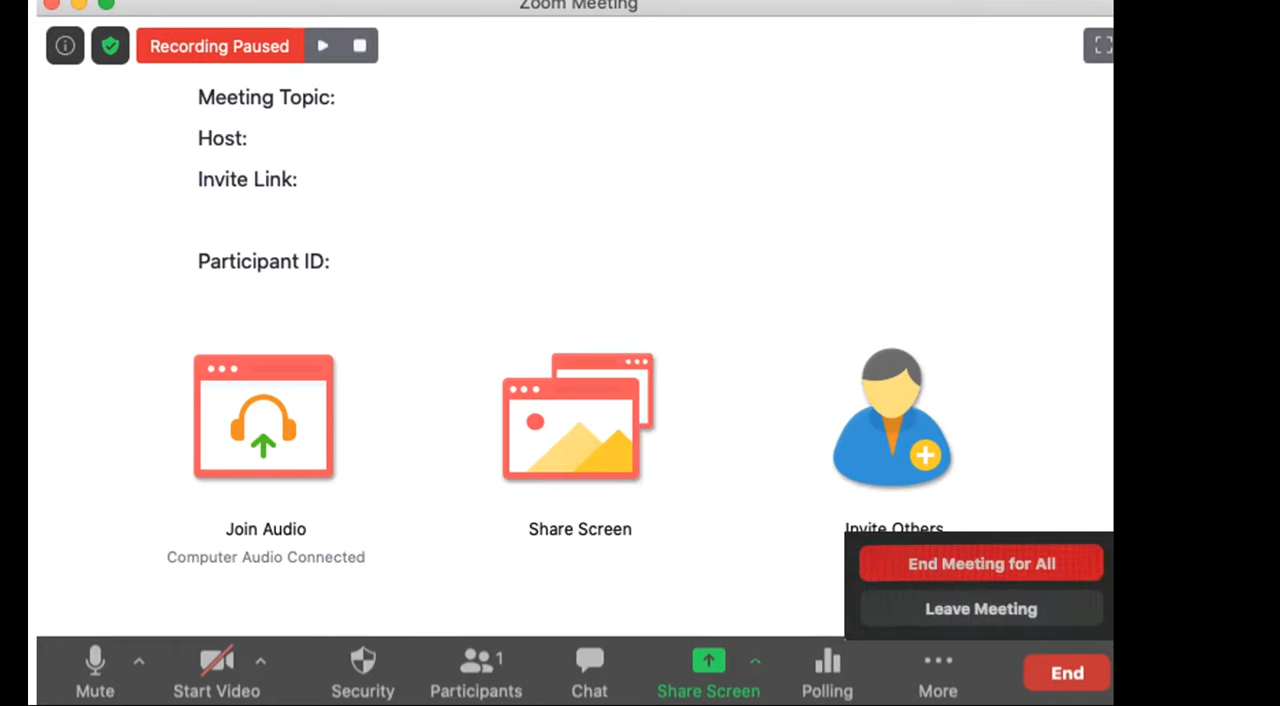 Zoom Meeting
Recording Paused
Meeting Topic:
Host:
Invite Link:
Participant ID:
Join Audio
Share Screen
Invite Others
Computer Audio Connected
End Meeting for All
Leave Meeting
1
Mute
Start Video
Security
Participants
Chat
Share Screen
Polling
More
End